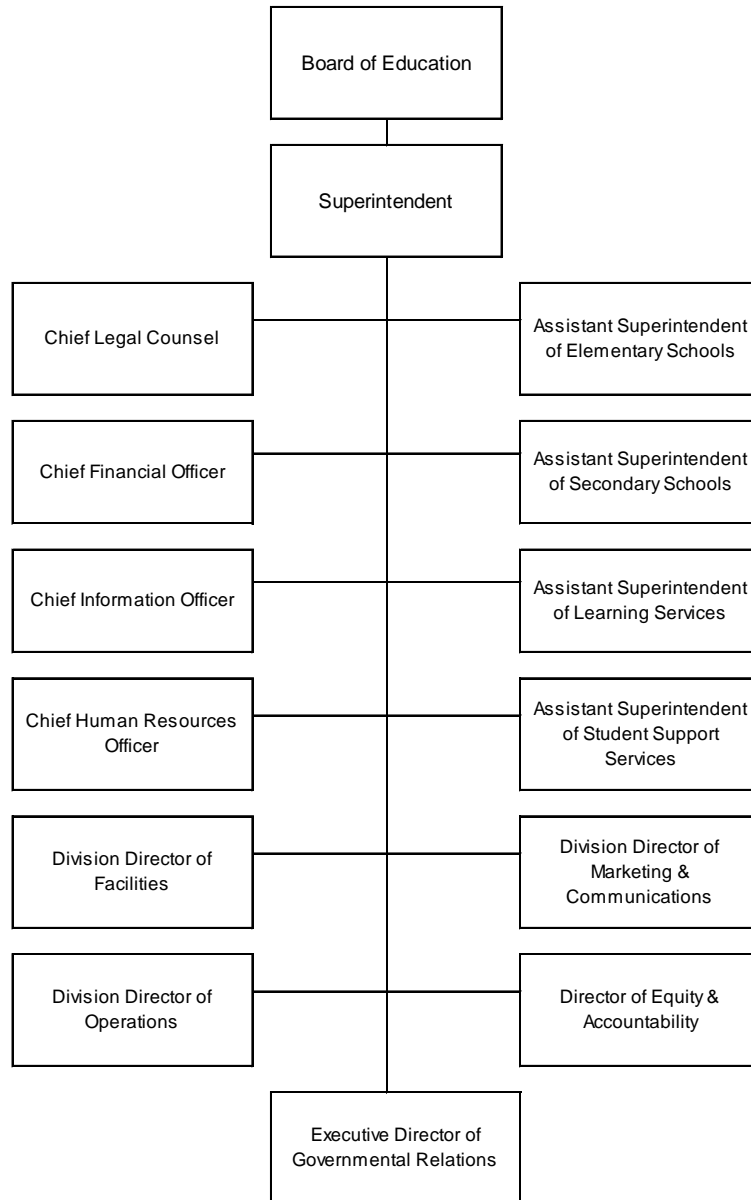 Board of Education
Superintendent
Chief Legal Counsel
Assistant Superintendent
of Elementary Schools
Chief Financial Officer
Assistant Superintendent
of Secondary Schools
Chief Information Officer
Assistant Superintendent
of Learning Services
Chief Human Resources
Officer
Assistant Superintendent
of Student Support
Services
Division Director of
Facilities
Division Director of
Marketing &
Communications
Division Director of
Operations
Director of Equity &
Accountability
Executive Director of
Governmental Relations